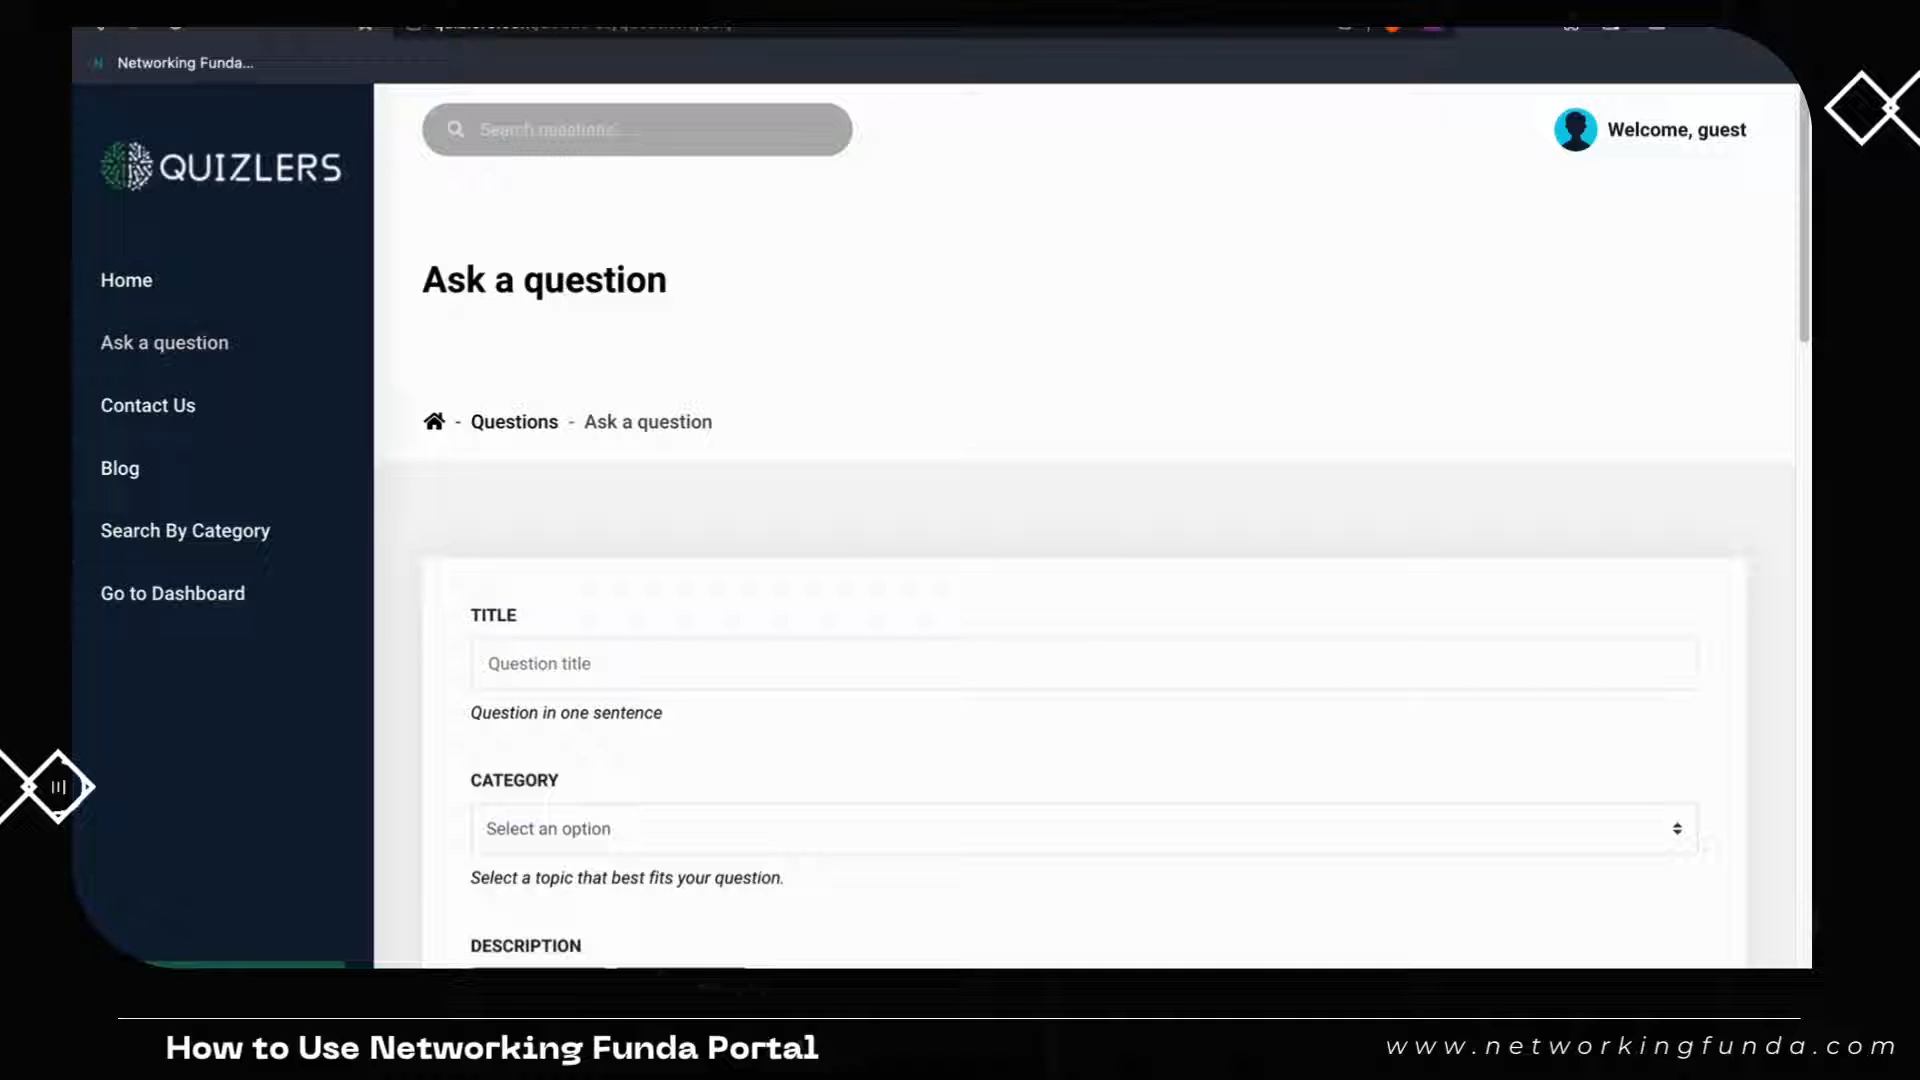 Networking Funda...
QUIZLERS
Search questions.....
Welcome, guest
Home
Ask a question
Contact Us
Blog
Search By Category
Go to Dashboard
Ask a question
- Questions - Ask a question
TITLE
Question title
Question in one sentence
CATEGORY
Select an option
Select a topic that best fits your question.
DESCRIPTION
How to Use Networking Funda Portal
www.networkingfunda.com